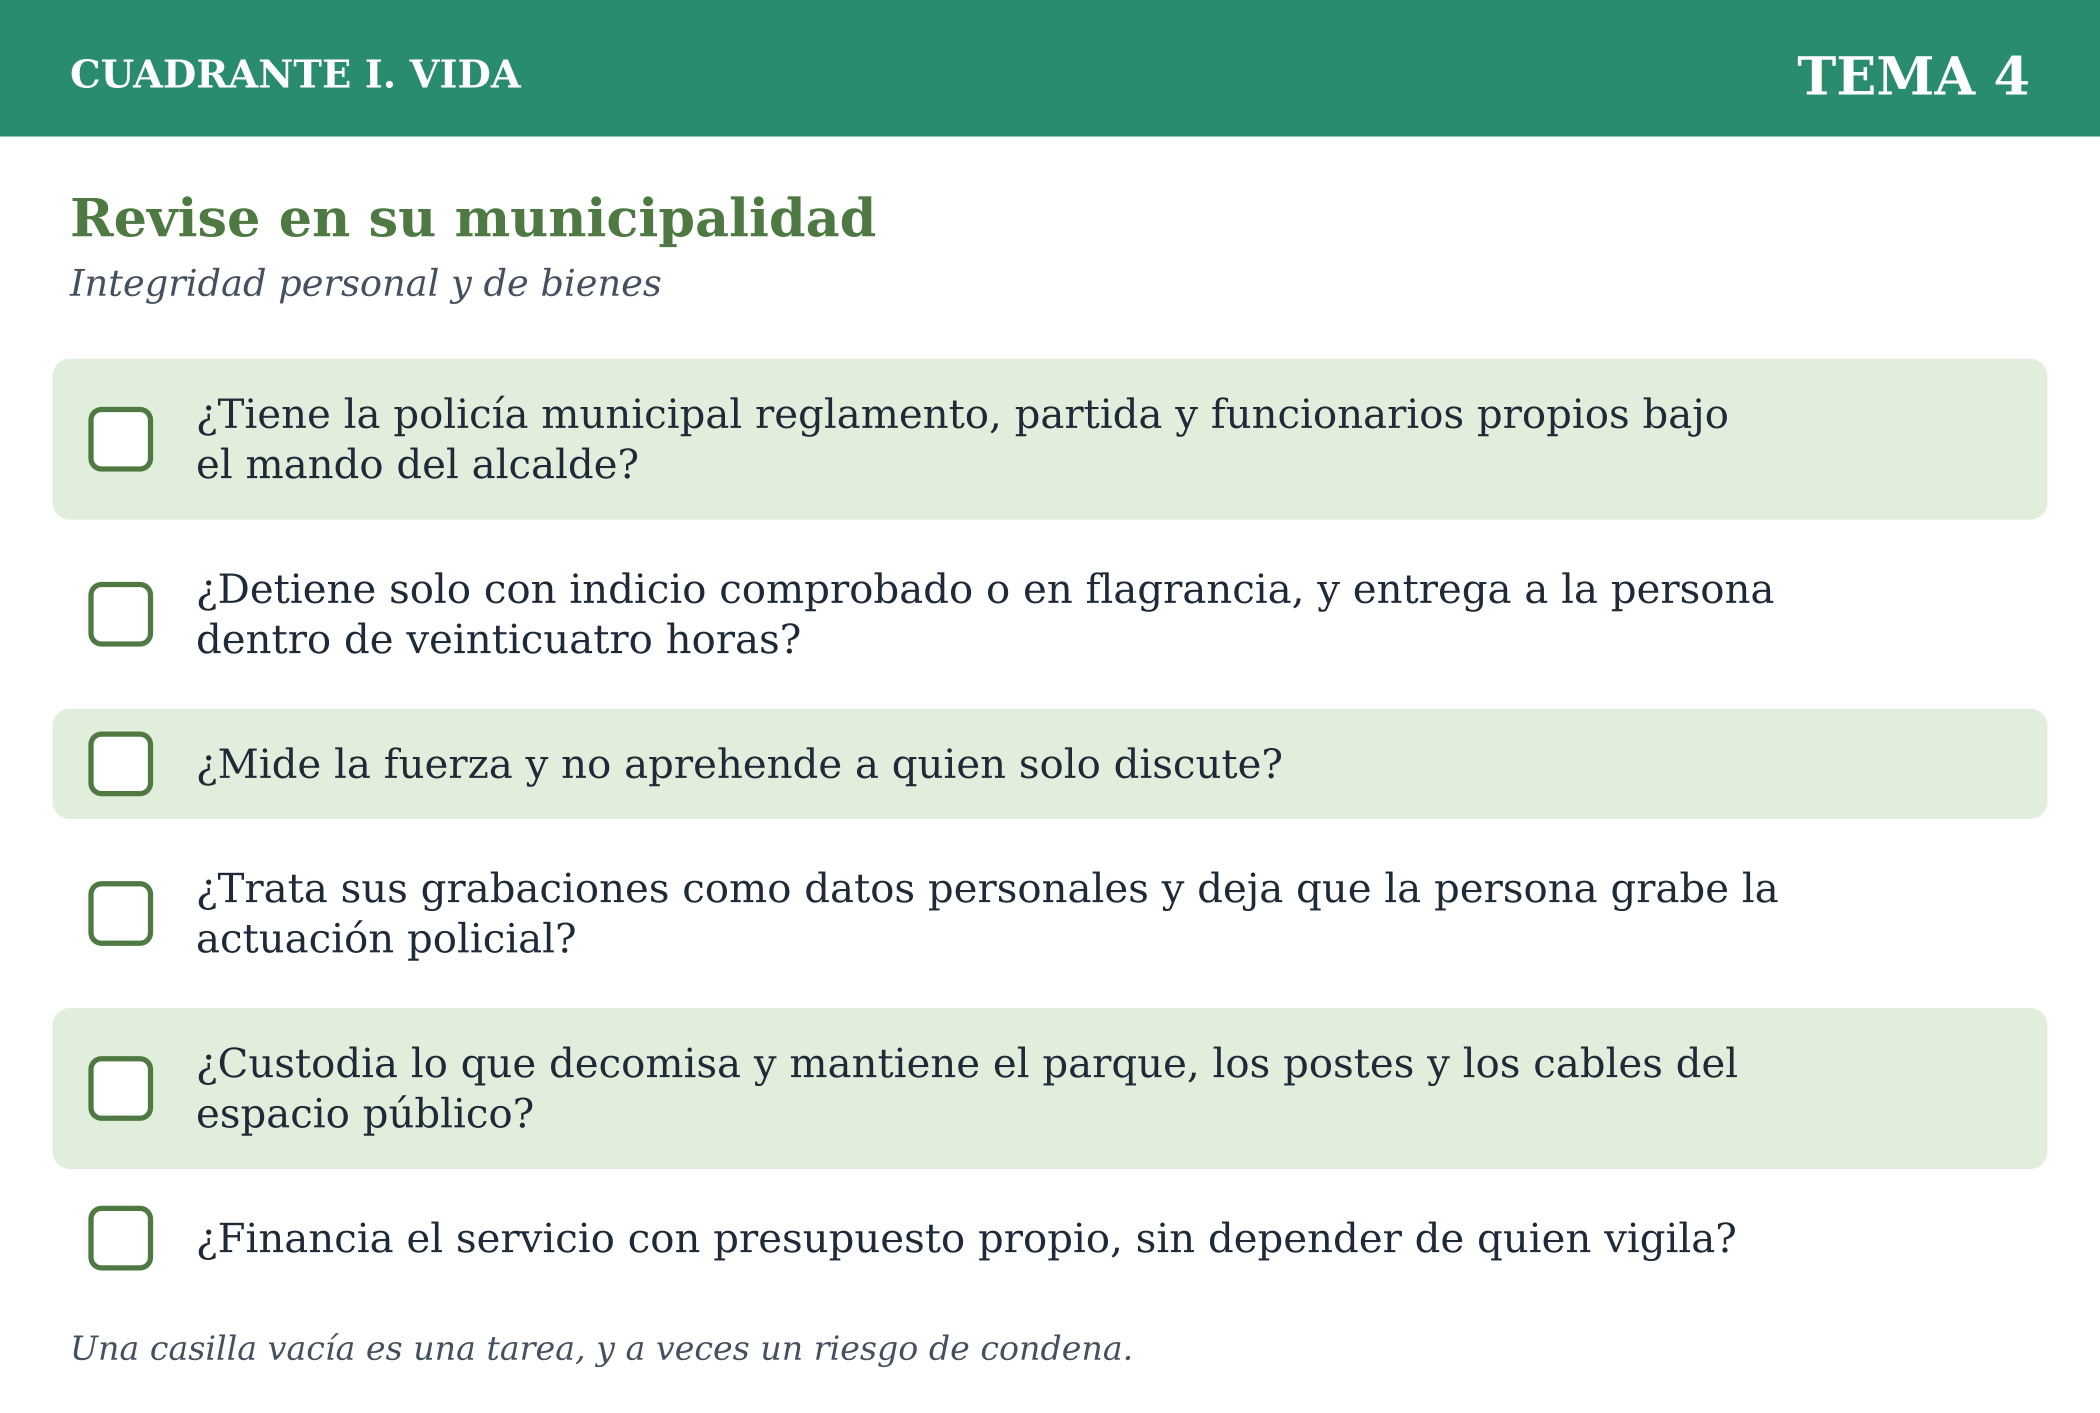 CUADRANTE I. VIDA
TEMA 4
Revise en su municipalidad
Integridad personal y de bienes
¿Tiene la policía municipal reglamento, partida y funcionarios propios bajo
el mando del alcalde?
¿Detiene solo con indicio comprobado o en flagrancia, y entrega a la persona
dentro de veinticuatro horas?
¿Mide la fuerza y no aprehende a quien solo discute?
¿Trata sus grabaciones como datos personales y deja que la persona grabe la
actuación policial?
¿Custodia lo que decomisa y mantiene el parque, los postes y los cables del
espacio público?
¿Financia el servicio con presupuesto propio, sin depender de quien vigila?
Una casilla vacía es una tarea, y a veces un riesgo de condena.